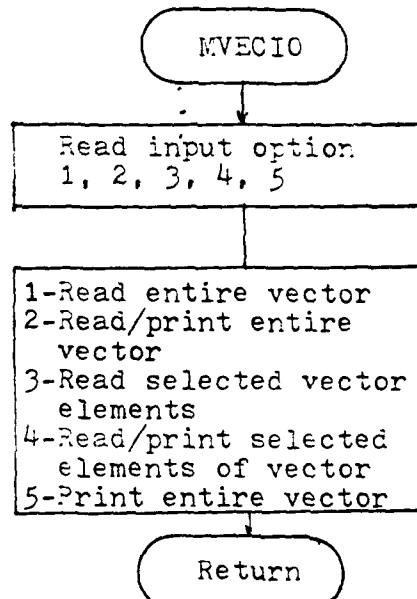 MVECIO
Read input option
1, 2, 3, 4, 5
1-Read entire vector
2-Read/print entire
vector
3-Read selected vector
elements
4-Read/print selected
elements of vector
5-Print entire vector
Return